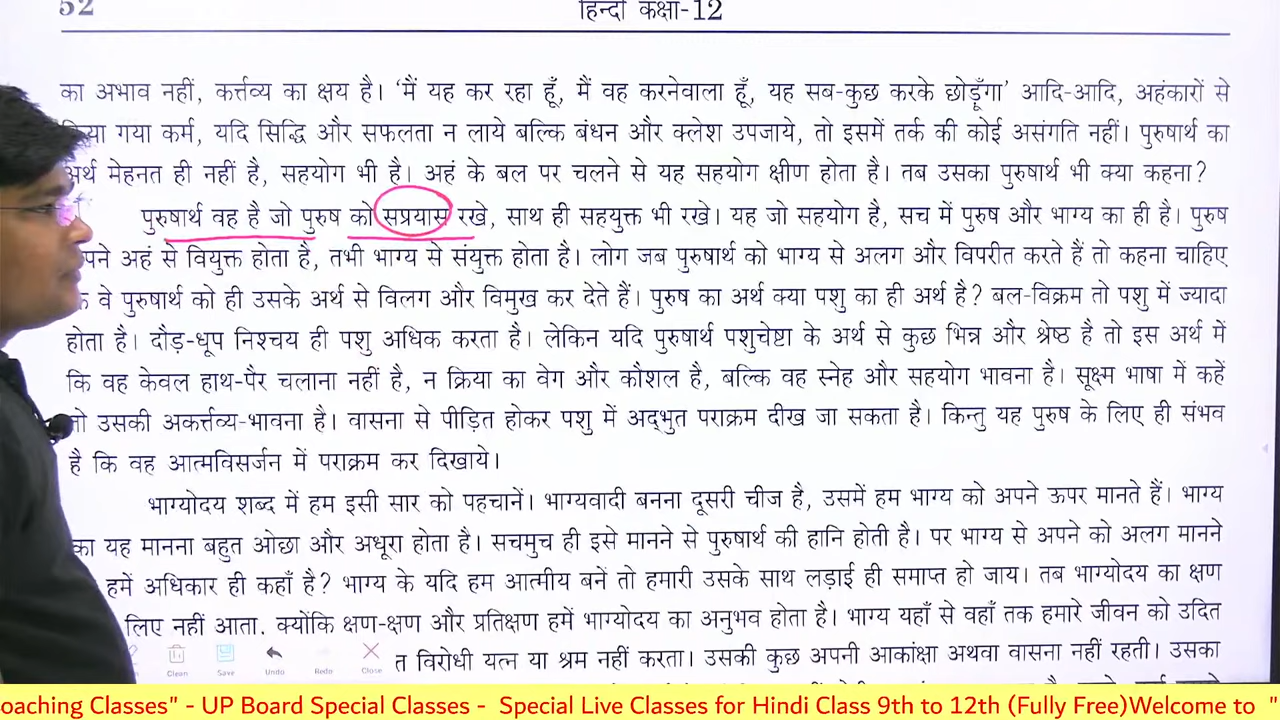 52 हिन्दी कक्षा-12
का अभाव नहीं, कर्त्तव्य का क्षय है। ‘मैं यह कर रहा हूँ, मैं वह करनेवाला हूँ, यह सब-कुछ करके छोड़ूँगा’ आदि-आदि, अहंकारों से
गया कर्म, यदि सिद्धि और सफलता न लाये बल्कि बंधन और क्लेश उपजाये, तो इसमें तर्क की कोई असंगति नहीं। पुरुषार्थ का
अर्थ मेहनत ही नहीं है, सहयोग भी है। अहं के बल पर चलने से यह सहयोग क्षीण होता है। तब उसका पुरुषार्थ भी क्या कहना?
पुरुषार्थ वह है जो पुरुष को सप्रयास रखे, साथ ही सहयुक्त भी रखे। यह जो सहयोग है, सच में पुरुष और भाग्य का ही है। पुरुष
अहं से वियुक्त होता है, तभी भाग्य से संयुक्त होता है। लोग जब पुरुषार्थ को भाग्य से अलग और विपरीत करते हैं तो कहना चाहिए
वे पुरुषार्थ को ही उसके अर्थ से विलग और विमुख कर देते हैं। पुरुष का अर्थ क्या पशु का ही अर्थ है? बल-विक्रम तो पशु में ज्यादा
होता है। दौड़-धूप निश्चय ही पशु अधिक करता है। लेकिन यदि पुरुषार्थ पशुचेष्टा के अर्थ से कुछ भिन्न और श्रेष्ठ है तो इस अर्थ में
कि वह केवल हाथ-पैर चलाना नहीं है, न क्रिया का वेग और कौशल है, बल्कि वह स्नेह और सहयोग भावना है। सूक्ष्म भाषा में कहें
तो उसकी अकर्त्तव्य-भावना है। वासना से पीड़ित होकर पशु में अद्भुत पराक्रम दीख जा सकता है। किन्तु यह पुरुष के लिए ही संभव
है कि वह आत्मविसर्जन में पराक्रम कर दिखाये।
भाग्योदय शब्द में हम इसी सार को पहचानें। भाग्यवादी बनना दूसरी चीज है, उसमें हम भाग्य को अपने ऊपर मानते हैं। भाग्य
का यह मानना बहुत ओछा और अधूरा होता है। सचमुच ही इसे मानने से पुरुषार्थ की हानि होती है। पर भाग्य से अपने को अलग मानने
हमें अधिकार ही कहाँ है? भाग्य के यदि हम आत्मीय बनें तो हमारी उसके साथ लड़ाई ही समाप्त हो जाय। तब भाग्योदय का क्षण
लिए नहीं आता, क्योंकि क्षण-क्षण और प्रतिक्षण हमें भाग्योदय का अनुभव होता है। भाग्य यहाँ से वहाँ तक हमारे जीवन को उदित
विरोधी यत्न या श्रम नहीं करता। उसकी कुछ अपनी आकांक्षा अथवा वासना नहीं रहती। उसका
Clean Save Undo Redo Close
oaching Classes" - UP Board Special Classes - Special Live Classes for Hindi Class 9th to 12th (Fully Free)Welcome to "